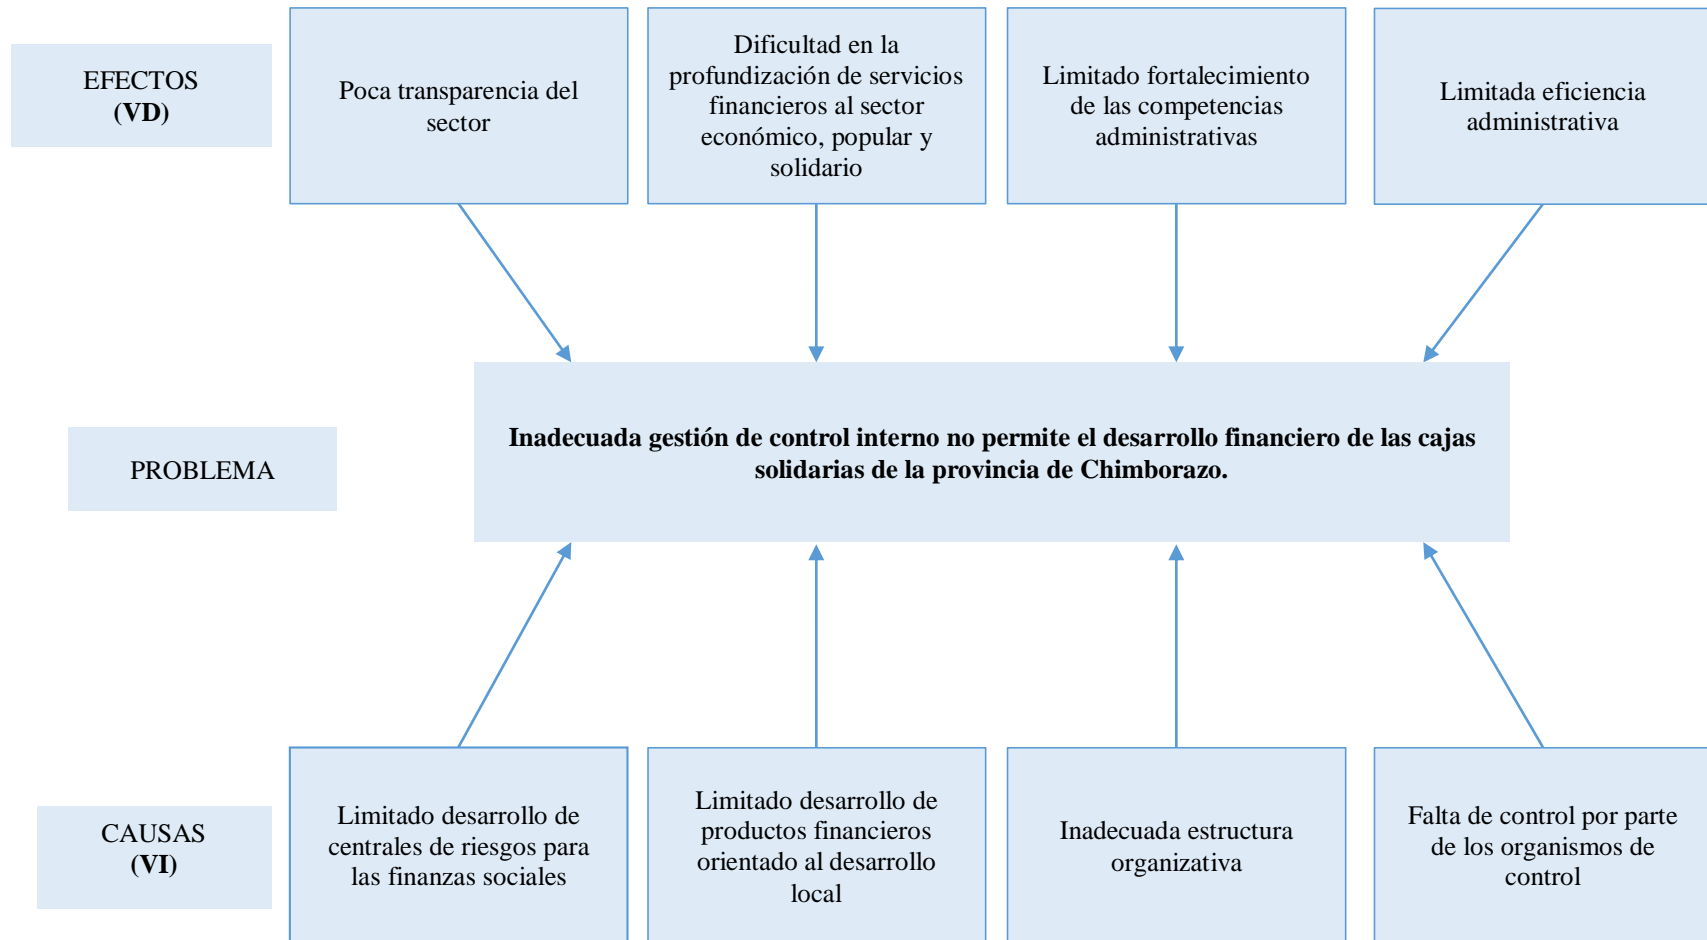 EFECTOS
(VD)
Poca transparencia del
sector
Dificultad en la
profundización de servicios
financieros al sector
económico, popular y
solidario
Limitado fortalecimiento
de las competencias
administrativas
Limitada eficiencia
administrativa
PROBLEMA
Inadecuada gestión de control interno no permite el desarrollo financiero de las cajas
solidarias de la provincia de Chimborazo.
CAUSAS
(VI)
Limitado desarrollo de
centrales de riesgos para
las finanzas sociales
Limitado desarrollo de
productos financieros
orientado al desarrollo
local
Inadecuada estructura
organizativa
Falta de control por parte
de los organismos de
control